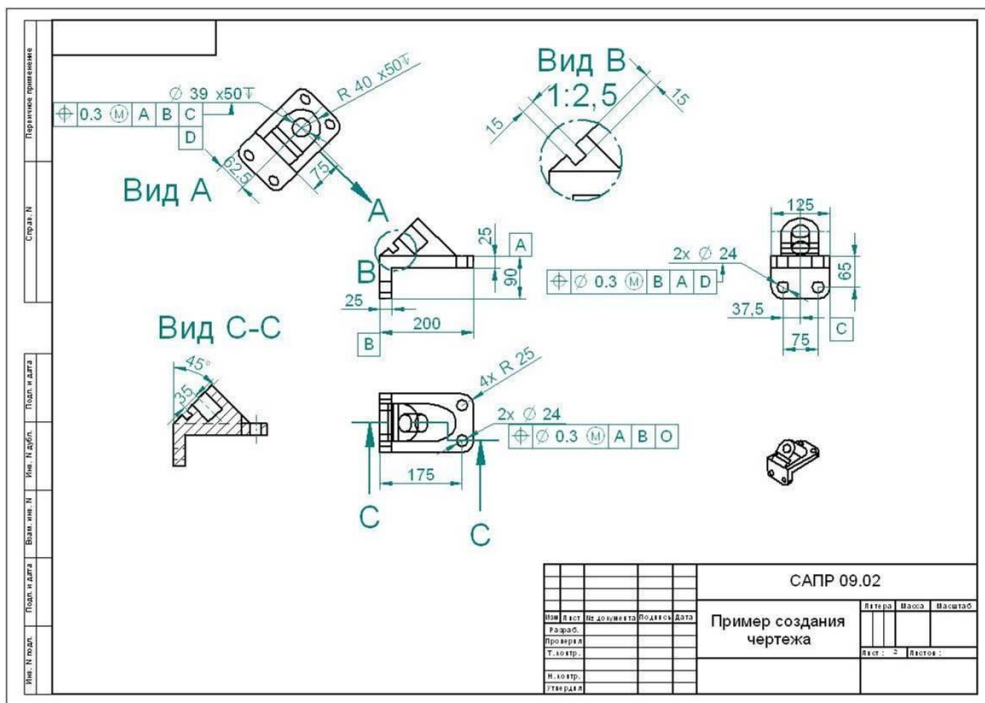 Первичное применение
Справ. N
Подп. и дата
Инв. N дубл.
Взам. инв. N
Подп. и дата
Инв. N подл.
⌀ 39 x50↧
R 40 x50↧
⌖ 0.3 Ⓜ A B C
D
62,5
75
Вид A
A
Вид B
1:2,5
15
15
B
25
A
90
25
200
B
125
2x ⌀ 24
⌖ ⌀ 0.3 Ⓜ B A D
65
37,5
C
75
Вид C-C
45°
35
4x R 25
2x ⌀ 24
⌖ ⌀ 0.3 Ⓜ A B O
175
C
C
САПР 09.02
Изм Лист № документа Подпись Дата
Разраб.
Проверил
Т.контр.
Н.контр.
Утвердил
Пример создания
чертежа
Литера Масса Масштаб
Лист : 2 Листов :